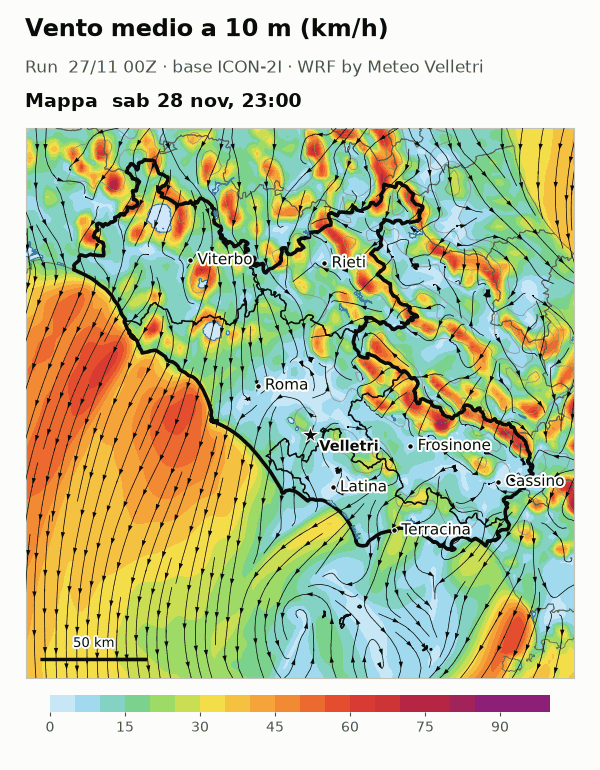 Vento medio a 10 m (km/h)
Run  27/11 00Z · base ICON-2I · WRF by Meteo Velletri
Mappa  sab 28 nov, 23:00
Viterbo
Rieti
Roma
Velletri
Frosinone
Latina
Cassino
Terracina
50 km
0 15 30 45 60 75 90